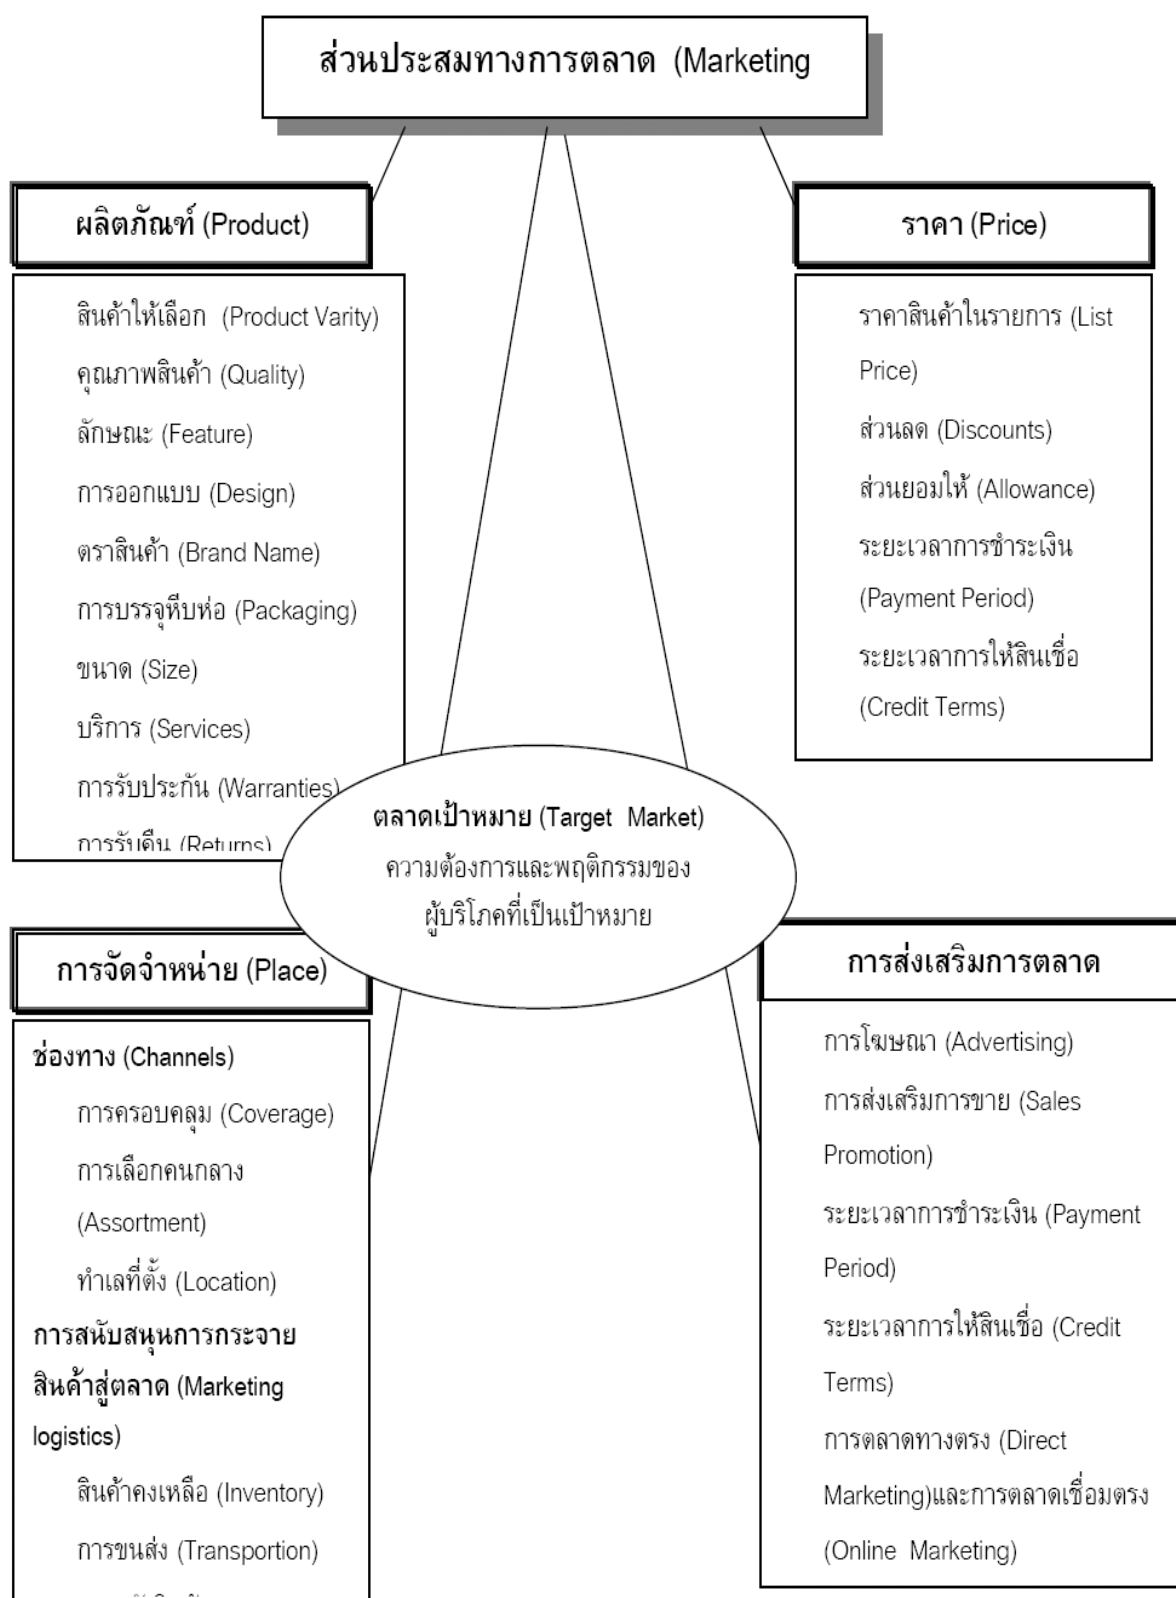 ส่วนประสมทางการตลาด (Marketing
ผลิตภัณฑ์ (Product)
สินค้าให้เลือก (Product Varity)
คุณภาพสินค้า (Quality)
ลักษณะ (Feature)
การออกแบบ (Design)
ตราสินค้า (Brand Name)
การบรรจุหีบห่อ (Packaging)
ขนาด (Size)
บริการ (Services)
การรับประกัน (Warranties)
การรับคืน (Returns)
ราคา (Price)
ราคาสินค้าในรายการ (List
Price)
ส่วนลด (Discounts)
ส่วนยอมให้ (Allowance)
ระยะเวลาการชำระเงิน
(Payment Period)
ระยะเวลาการให้สินเชื่อ
(Credit Terms)
ตลาดเป้าหมาย (Target Market)
ความต้องการและพฤติกรรมของ
ผู้บริโภคที่เป็นเป้าหมาย
การจัดจำหน่าย (Place)
ช่องทาง (Channels)
การครอบคลุม (Coverage)
การเลือกคนกลาง
(Assortment)
ทำเลที่ตั้ง (Location)
การสนับสนุนการกระจาย
สินค้าสู่ตลาด (Marketing
logistics)
สินค้าคงเหลือ (Inventory)
การขนส่ง (Transportion)
การส่งเสริมการตลาด
การโฆษณา (Advertising)
การส่งเสริมการขาย (Sales
Promotion)
ระยะเวลาการชำระเงิน (Payment
Period)
ระยะเวลาการให้สินเชื่อ (Credit
Terms)
การตลาดทางตรง (Direct
Marketing)และการตลาดเชื่อมตรง
(Online Marketing)